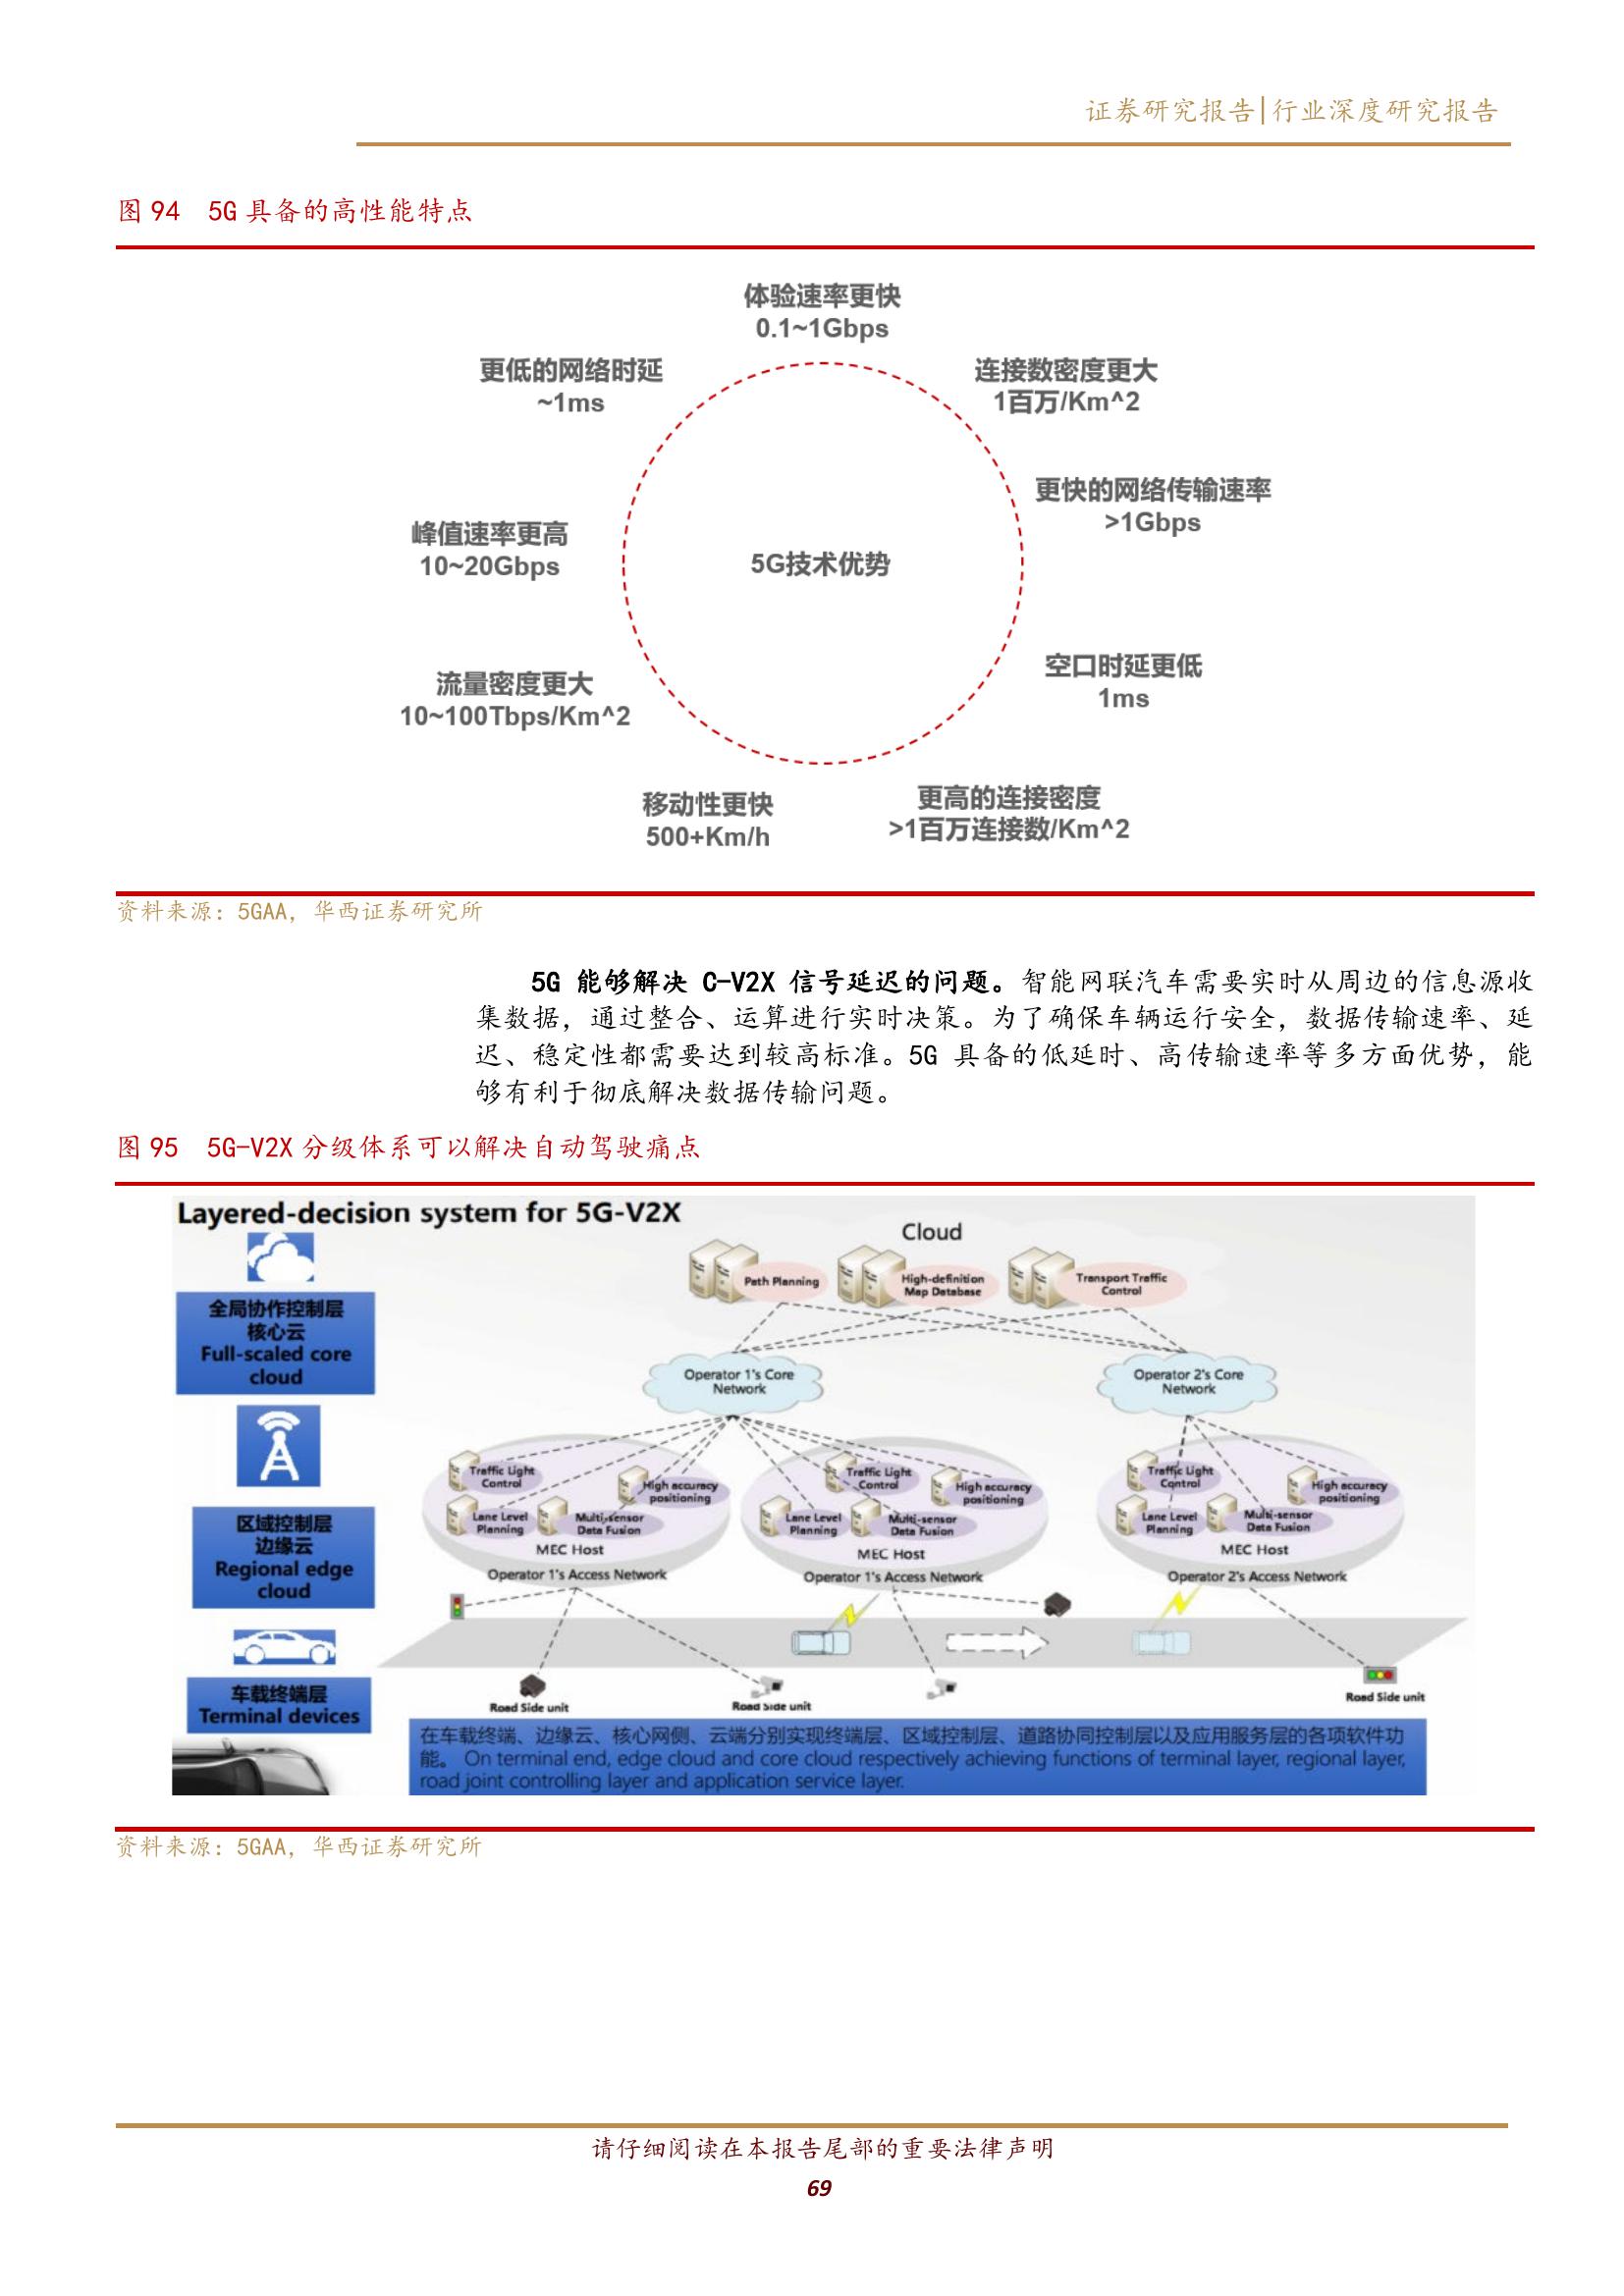 证券研究报告|行业深度研究报告
图 94 5G 具备的高性能特点
体验速率更快
0.1~1Gbps
更低的网络时延
~1ms
连接数密度更大
1百万/Km^2
更快的网络传输速率
>1Gbps
峰值速率更高
10~20Gbps
5G技术优势
空口时延更低
1ms
流量密度更大
10~100Tbps/Km^2
移动性更快
500+Km/h
更高的连接密度
>1百万连接数/Km^2
资料来源：5GAA，华西证券研究所
5G 能够解决 C-V2X 信号延迟的问题。智能网联汽车需要实时从周边的信息源收
集数据，通过整合、运算进行实时决策。为了确保车辆运行安全，数据传输速率、延
迟、稳定性都需要达到较高标准。5G 具备的低延时、高传输速率等多方面优势，能
够有利于彻底解决数据传输问题。
图 95 5G-V2X 分级体系可以解决自动驾驶痛点
Layered-decision system for 5G-V2X
Cloud
Path Planning
High-definition
Map Database
Transport Traffic
Control
全局协作控制层
核心云
Full-scaled core
cloud
Operator 1's Core
Network
Operator 2's Core
Network
Traffic Light
Control
High accuracy
positioning
Lane Level
Planning
Multi-sensor
Data Fusion
MEC Host
Operator 1's Access Network
Traffic Light
Control
High accuracy
positioning
Lane Level
Planning
Multi-sensor
Data Fusion
MEC Host
Operator 1's Access Network
Traffic Light
Control
High accuracy
positioning
Lane Level
Planning
Multi-sensor
Data Fusion
MEC Host
Operator 2's Access Network
区域控制层
边缘云
Regional edge
cloud
车载终端层
Terminal devices
Road Side unit
Road Side unit
Road Side unit
在车载终端、边缘云、核心网侧、云端分别实现终端层、区域控制层、道路协同控制层以及应用服务层的各项软件功
能。 On terminal end, edge cloud and core cloud respectively achieving functions of terminal layer, regional layer,
road joint controlling layer and application service layer.
资料来源：5GAA，华西证券研究所
请仔细阅读在本报告尾部的重要法律声明
69